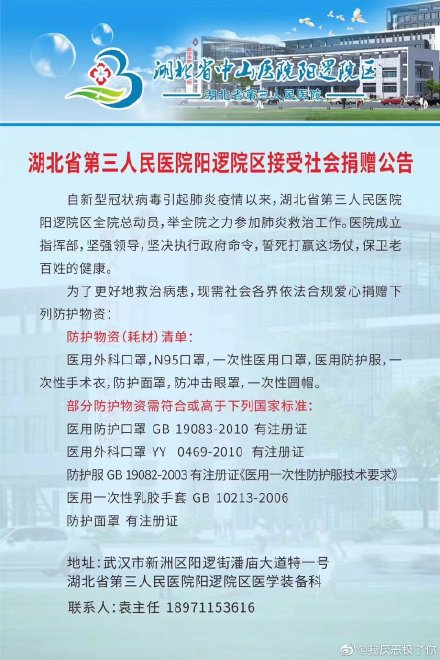 湖北省中山医院阳逻院区
湖北省第三人民医院
湖北省第三人民医院阳逻院区接受社会捐赠公告
自新型冠状病毒引起肺炎疫情以来，湖北省第三人民医院
阳逻院区全院总动员，举全院之力参加肺炎救治工作。医院成立
指挥部，坚强领导，坚决执行政府命令，誓死打赢这场仗，保卫老
百姓的健康。
为了更好地救治病患，现需社会各界依法合规爱心捐赠下
列防护物资：
防护物资（耗材）清单：
医用外科口罩，N95口罩，一次性医用口罩，医用防护服，一
次性手术衣，防护面罩，防冲击眼罩，一次性圆帽。
部分防护物资需符合或高于下列国家标准：
医用防护口罩 GB 19083-2010 有注册证
医用外科口罩 YY 0469-2010 有注册证
防护服 GB 19082-2003 有注册证《医用一次性防护服技术要求》
医用一次性乳胶手套 GB 10213-2006
防护面罩 有注册证
地址：武汉市新洲区阳逻街潘庙大道特一号
湖北省第三人民医院阳逻院区医学装备科
联系人：袁主任 18971153616
@我厌恶极了你